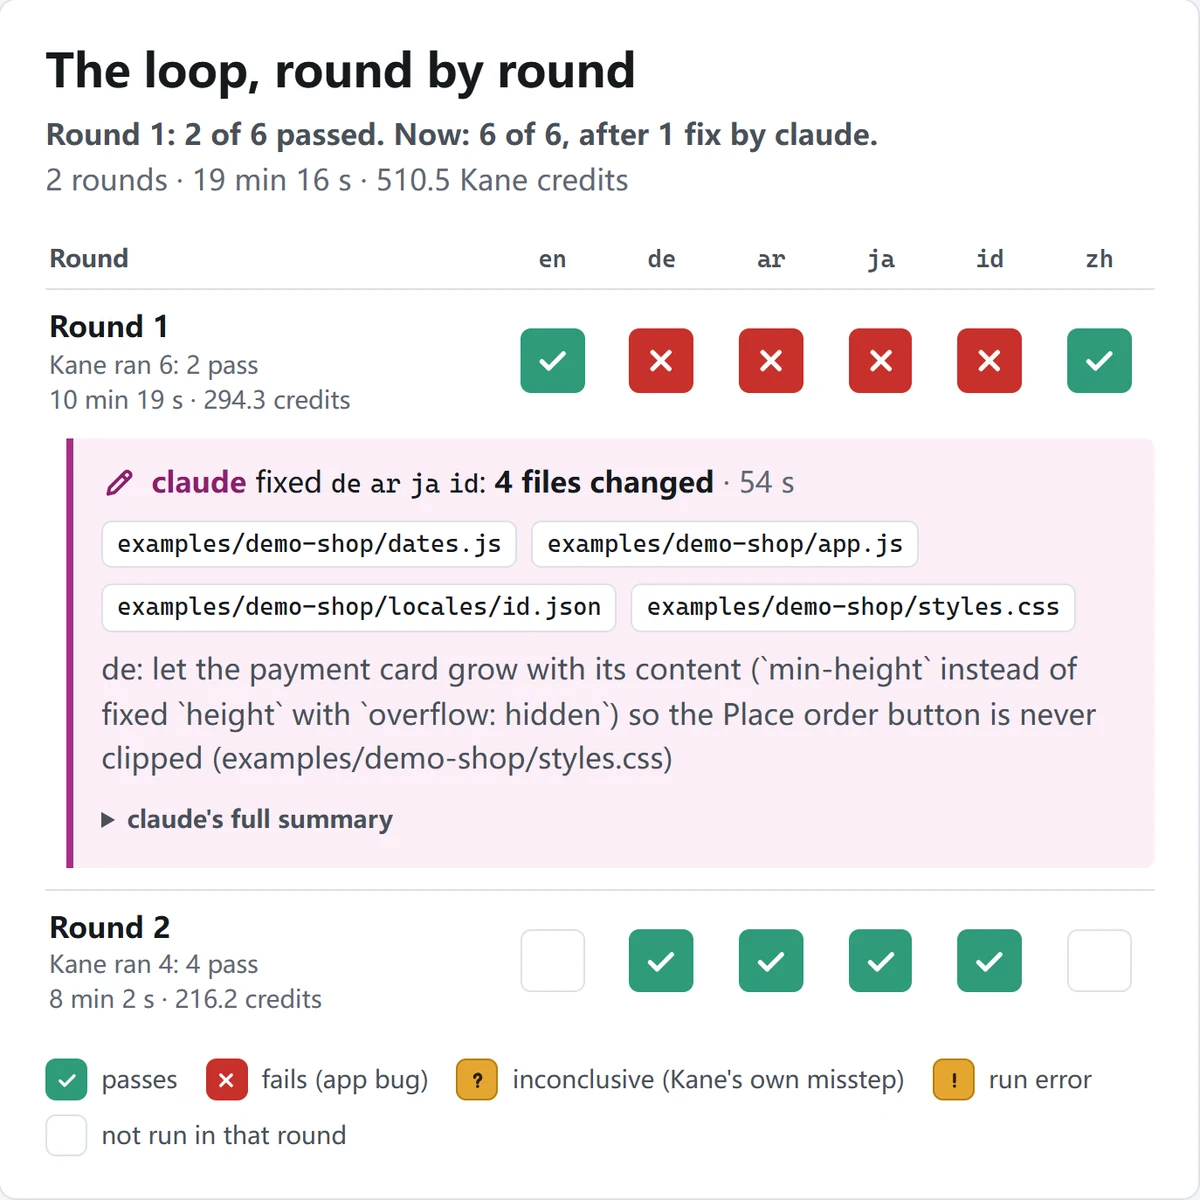 The loop, round by round
Round 1: 2 of 6 passed. Now: 6 of 6, after 1 fix by claude.
2 rounds · 19 min 16 s · 510.5 Kane credits
Round en de ar ja id zh
Round 1
Kane ran 6: 2 pass
10 min 19 s · 294.3 credits
claude fixed de ar ja id: 4 files changed · 54 s
examples/demo-shop/dates.js examples/demo-shop/app.js
examples/demo-shop/locales/id.json examples/demo-shop/styles.css
de: let the payment card grow with its content (`min-height` instead of
fixed `height` with `overflow: hidden`) so the Place order button is never
clipped (examples/demo-shop/styles.css)
claude's full summary
Round 2
Kane ran 4: 4 pass
8 min 2 s · 216.2 credits
passes fails (app bug) ? inconclusive (Kane's own misstep) ! run error
not run in that round